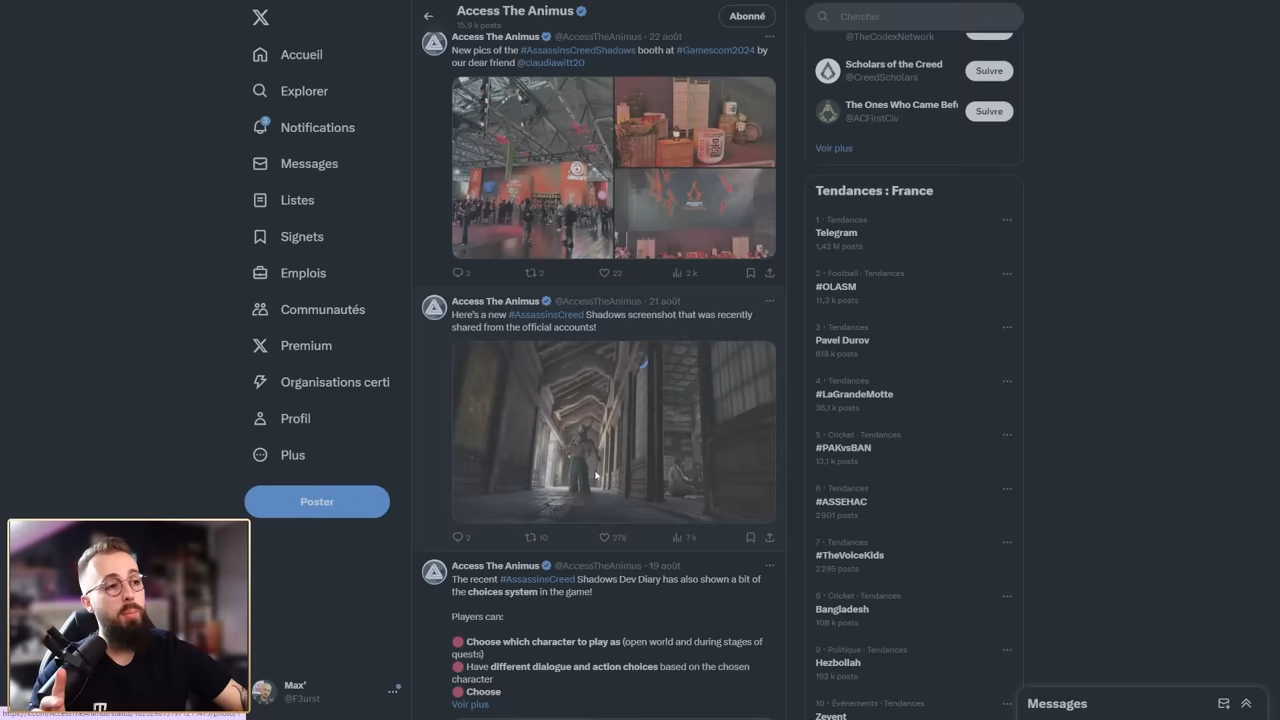 Accueil
Explorer
Notifications
Messages
Listes
Signets
Emplois
Communautés
Premium
Organisations certi
Profil
Plus
Poster
Max'
@F3urst
Access The Animus
15,9 k posts
Abonné
Access The Animus @AccessTheAnimus · 22 août
New pics of the #AssassinsCreedShadows booth at #Gamescom2024 by
our dear friend @claudiawitt20
2 2 22 2 k
Access The Animus @AccessTheAnimus · 21 août
Here's a new #AssassinsCreed Shadows screenshot that was recently
shared from the official accounts!
2 10 278 7 k
Access The Animus @AccessTheAnimus · 19 août
The recent #AssassinsCreed Shadows Dev Diary has also shown a bit of
the choices system in the game!
Players can:
Choose which character to play as (open world and during stages of
quests)
Have different dialogue and action choices based on the chosen
character
Choose
Voir plus
Chercher
@TheCodexNetwork
Scholars of the Creed
@CreedScholars
Suivre
The Ones Who Came Bef
@ACFirstCiv
Suivre
Voir plus
Tendances : France
1 · Tendances
Telegram
1,42 M posts
2 · Football · Tendances
#OLASM
11,3 k posts
3 · Tendances
Pavel Durov
818 k posts
4 · Tendances
#LaGrandeMotte
36,1 k posts
5 · Cricket · Tendances
#PAKvsBAN
13,1 k posts
6 · Tendances
#ASSEHAC
2 901 posts
7 · Tendances
#TheVoiceKids
2 295 posts
8 · Cricket · Tendances
Bangladesh
108 k posts
9 · Politique · Tendances
Hezbollah
192 k posts
10 · Événements · Tendances
Zevent
Messages